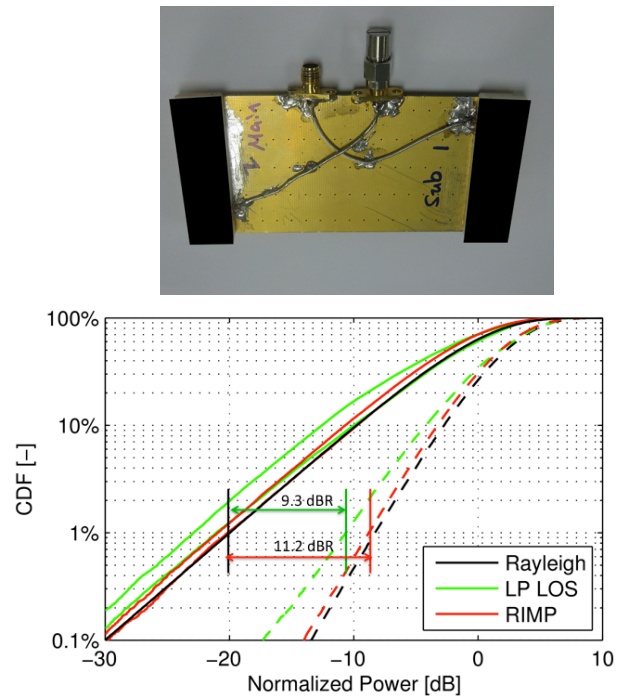 2 Main
Sub 1
100%
10%
1%
0.1%
CDF [-]
9.3 dBR
11.2 dBR
Rayleigh
LP LOS
RIMP
-30
-20
-10
0
10
Normalized Power [dB]